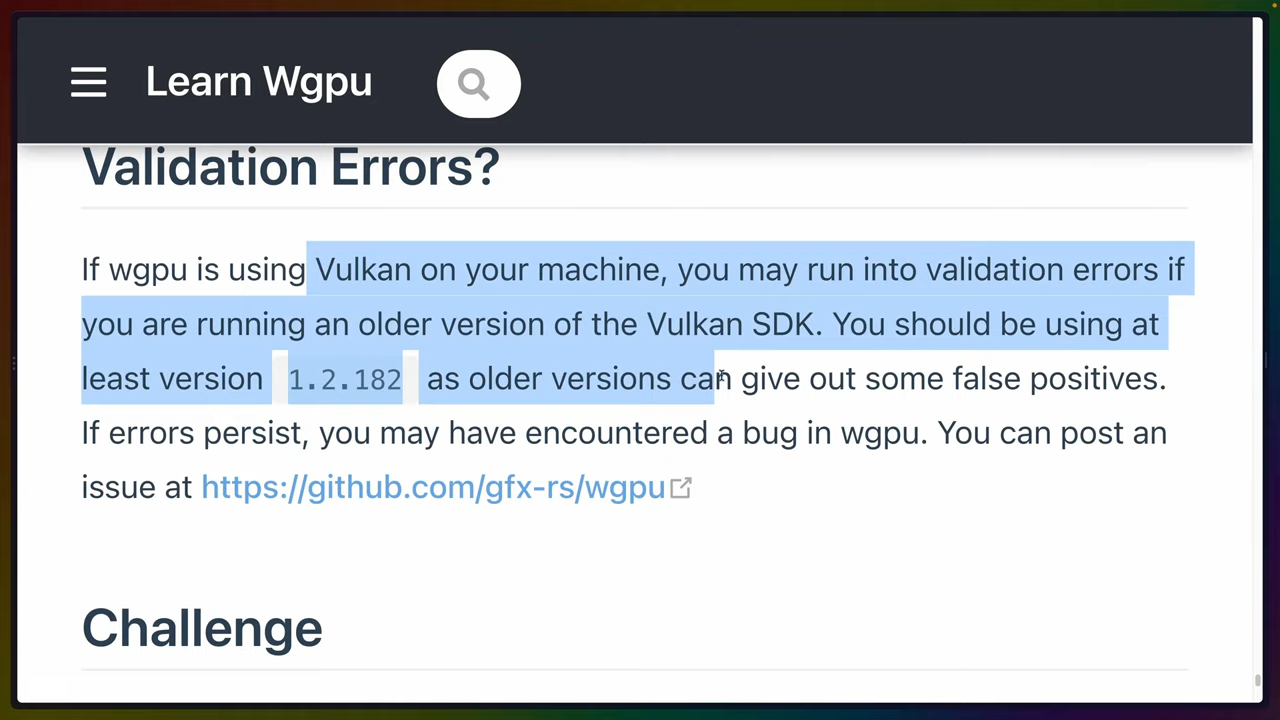 Learn Wgpu
Validation Errors?
If wgpu is using Vulkan on your machine, you may run into validation errors if
you are running an older version of the Vulkan SDK. You should be using at
least version 1.2.182 as older versions can give out some false positives.
If errors persist, you may have encountered a bug in wgpu. You can post an
issue at https://github.com/gfx-rs/wgpu
Challenge